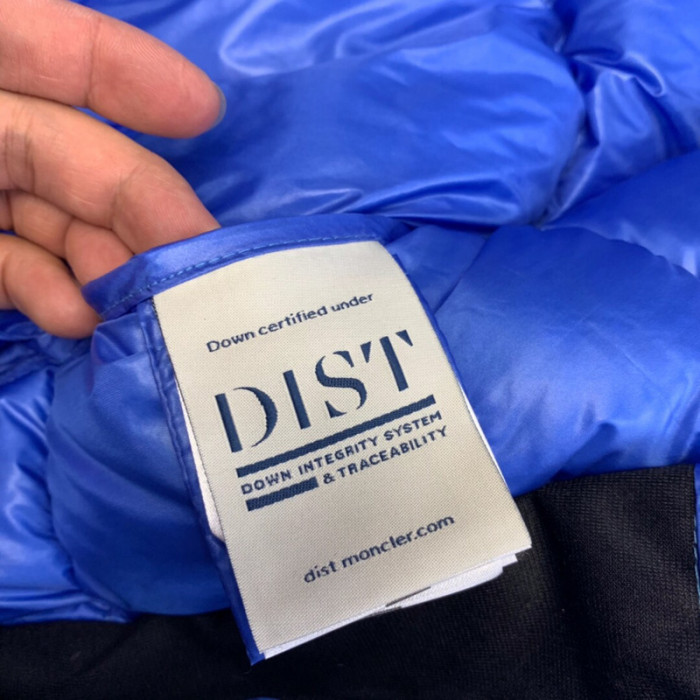 Down certified under
DIST
DOWN INTEGRITY SYSTEM
& TRACEABILITY
dist.moncler.com